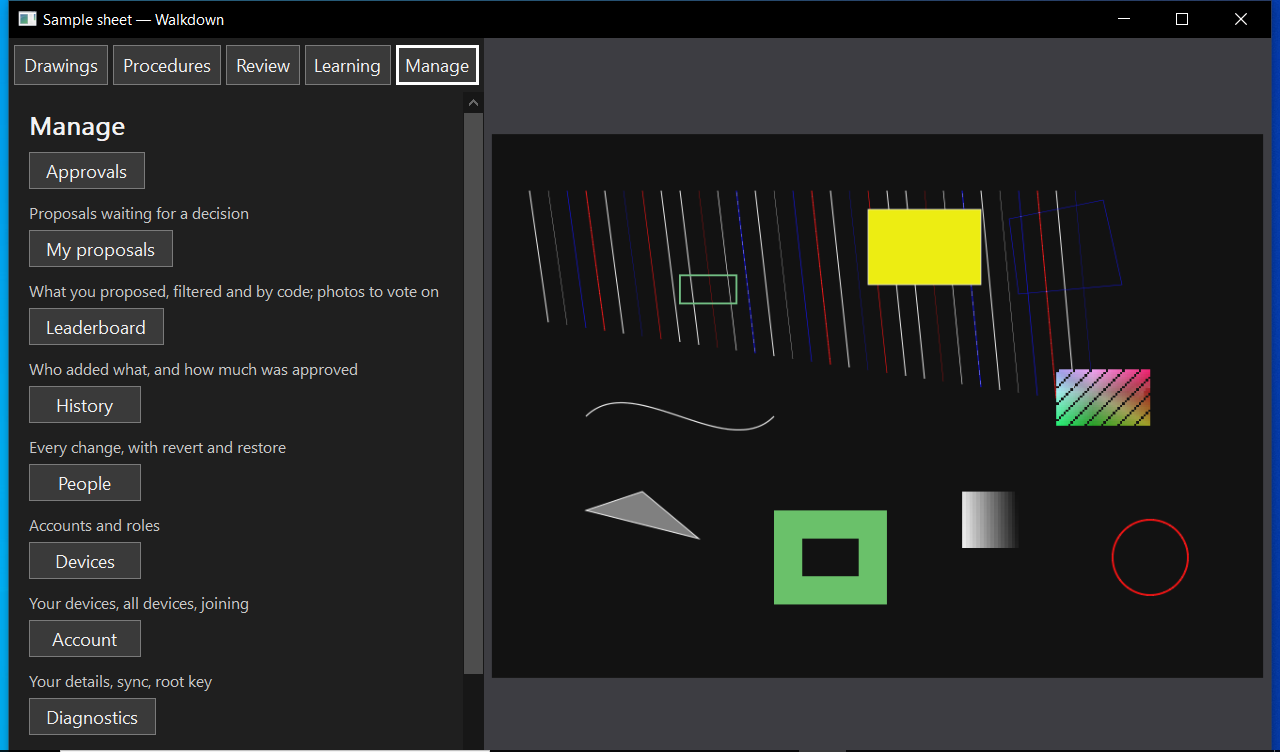 Sample sheet — Walkdown
Drawings Procedures Review Learning Manage
Manage
Approvals
Proposals waiting for a decision
My proposals
What you proposed, filtered and by code; photos to vote on
Leaderboard
Who added what, and how much was approved
History
Every change, with revert and restore
People
Accounts and roles
Devices
Your devices, all devices, joining
Account
Your details, sync, root key
Diagnostics